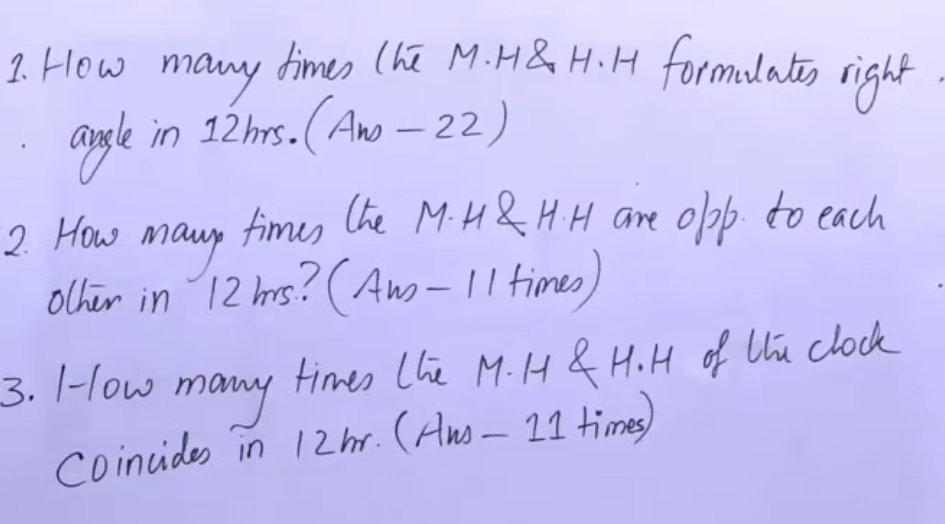 1. How many times the M.H & H.H formulates right
angle in 12hrs. (Ans - 22)
2. How many times the M.H & H.H are opp. to each
other in 12 hrs.? (Ans - 11 times)
3. How many times the M.H & H.H of the clock
Coincides in 12 hr. (Ans - 11 times)